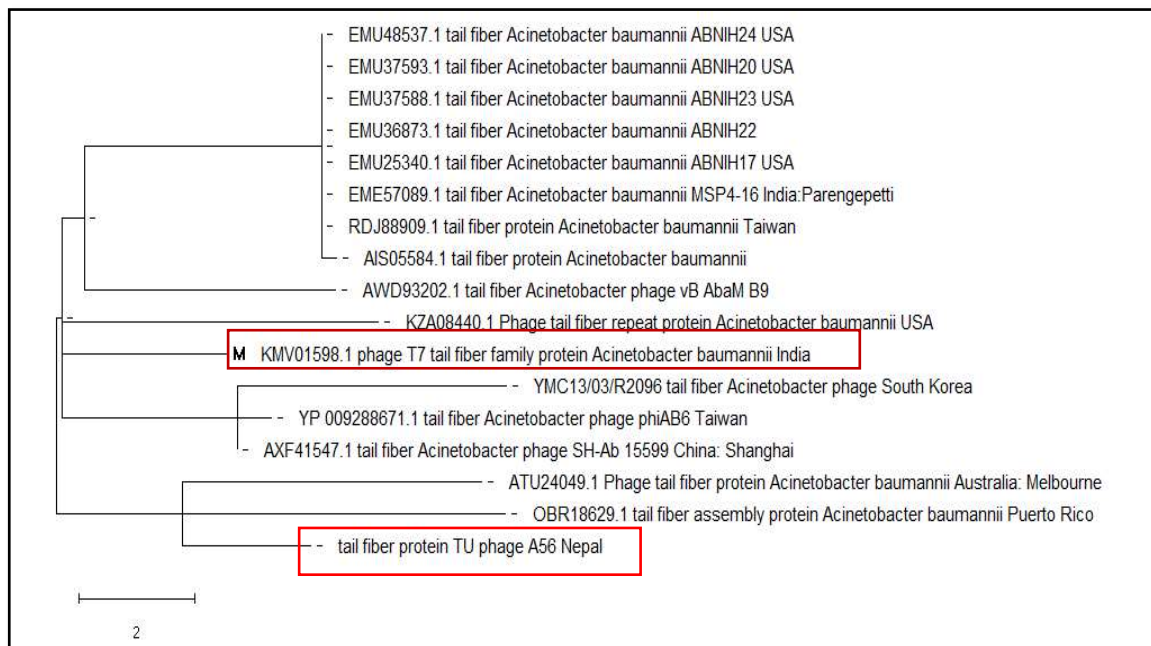 EMU48537.1 tail fiber Acinetobacter baumannii ABNIH24 USA
EMU37593.1 tail fiber Acinetobacter baumannii ABNIH20 USA
EMU37588.1 tail fiber Acinetobacter baumannii ABNIH23 USA
EMU36873.1 tail fiber Acinetobacter baumannii ABNIH22
EMU25340.1 tail fiber Acinetobacter baumannii ABNIH17 USA
EME57089.1 tail fiber Acinetobacter baumannii MSP4-16 India:Parengepetti
RDJ88909.1 tail fiber protein Acinetobacter baumannii Taiwan
AIS05584.1 tail fiber protein Acinetobacter baumannii
AWD93202.1 tail fiber Acinetobacter phage vB AbaM B9
KZA08440.1 Phage tail fiber repeat protein Acinetobacter baumannii USA
M KMV01598.1 phage T7 tail fiber family protein Acinetobacter baumannii India
YMC13/03/R2096 tail fiber Acinetobacter phage South Korea
YP 009288671.1 tail fiber Acinetobacter phage phiAB6 Taiwan
AXF41547.1 tail fiber Acinetobacter phage SH-Ab 15599 China: Shanghai
ATU24049.1 Phage tail fiber protein Acinetobacter baumannii Australia: Melbourne
OBR18629.1 tail fiber assembly protein Acinetobacter baumannii Puerto Rico
tail fiber protein TU phage A56 Nepal
2